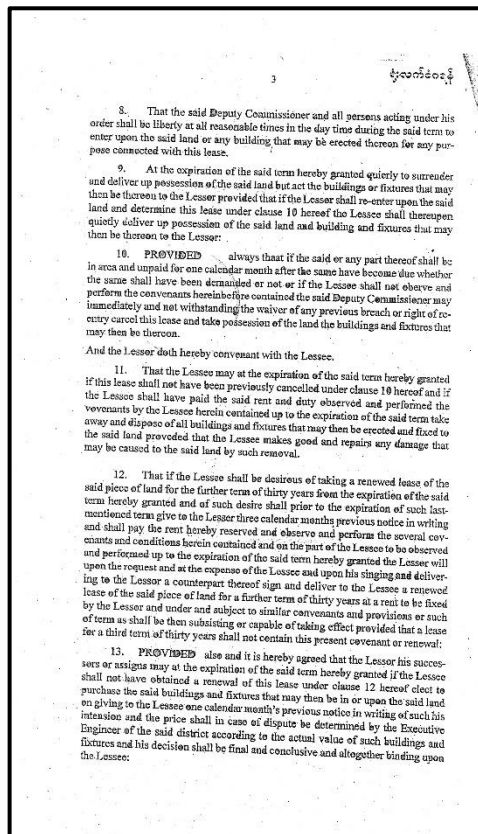 3
ရုံးလက်ခံရန်
8. That the said Deputy Commissioner and all persons acting under his
order shall be liberty at all reasonable times in the day time during the said term to
enter upon the said land or any building that may be erected thereon for any pur-
pose connected with this lease.
9. At the expiration of the said term hereby granted quietly to surrender
and deliver up possession of the said land but act the buildings or fixtures that may
then be thereon to the Lessor provided that if the Lessor shall re-enter upon the said
land and determine this lease under clause 10 hereof the Lessee shall thereupon
quietly deliver up possession of the said land and building and fixtures that may
then be thereon to the Lessor:
10. PROVIDED always thaat if the said or any part thereof shall be
in area and unpaid for one calendar month after the same have become due whether
the same shall have been demanded or not or if the Lessee shall not oberve and
perform the convenants hereinbefore contained the said Deputy Commissioner may
immediately and not withstanding the waiver of any previous breach or right of re-
entry cancel this lease and take possession of the land the buildings and fixtures that
may then be thereon.
And the Lessor doth hereby convenant with the Lessee.
11. That the Lessee may at the expiration of the said term hereby granted
if this lease shall not have been previously cancelled under clause 10 hereof and if
the Lessee shall have paid the said rent and duty observed and performed the
vovenants by the Lessee herein contained up to the expiration of the said term take
away and dispose of all buildings and fixtures that may then be erected and fixed to
the said land proveded that the Lessee makes good and repairs any damage that
may be caused to the said land by such removal.
12. That if the Lessee shall be desirous of taking a renewed lease of the
said piece of land for the further term of thirty years from the expiration of the said
term hereby granted and of such desire shall prior to the expiration of such last-
mentioned term give to the Lesser three calendar months previous notice in writing
and shall pay the rent hereby reserved and observe and perform the several cov-
enants and conditions herein contained and on the part of the Lessee to be observed
and performed up to the expiration of the said term hereby granted the Lessor will
upon the request and at the expense of the Lessee and upon his singing and deliver-
ing to the Lessor a counterpart thereof sign and deliver to the Lessee a renewed
lease of the said piece of land for a further term of thirty years at a rent to be fixed
by the Lessor and under and subject to similar convenants and provisions or such
of term as shall be then subsisting or capable of taking effect provided that a lease
for a third term of thirty years shall not contain this present covenant or renewal:
13. PROVIDED also and it is hereby agreed that the Lessor his succes-
sers or assigns may at the expiration of the said term hereby granted if the Lessee
shall not have obtained a renewal of this lease under clause 12 hereof elect to
purchase the said buildings and fixtures that may then be in or upon the said land
on giving to the Lessee one calendar month's previous notice in writing of such his
intension and the price shall in case of dispute be determined by the Executive
Engincer of the said district according to the actual value of such buildings and
fixtures and his decision shall be final and conclusive and altogether binding upon
the Lessee: